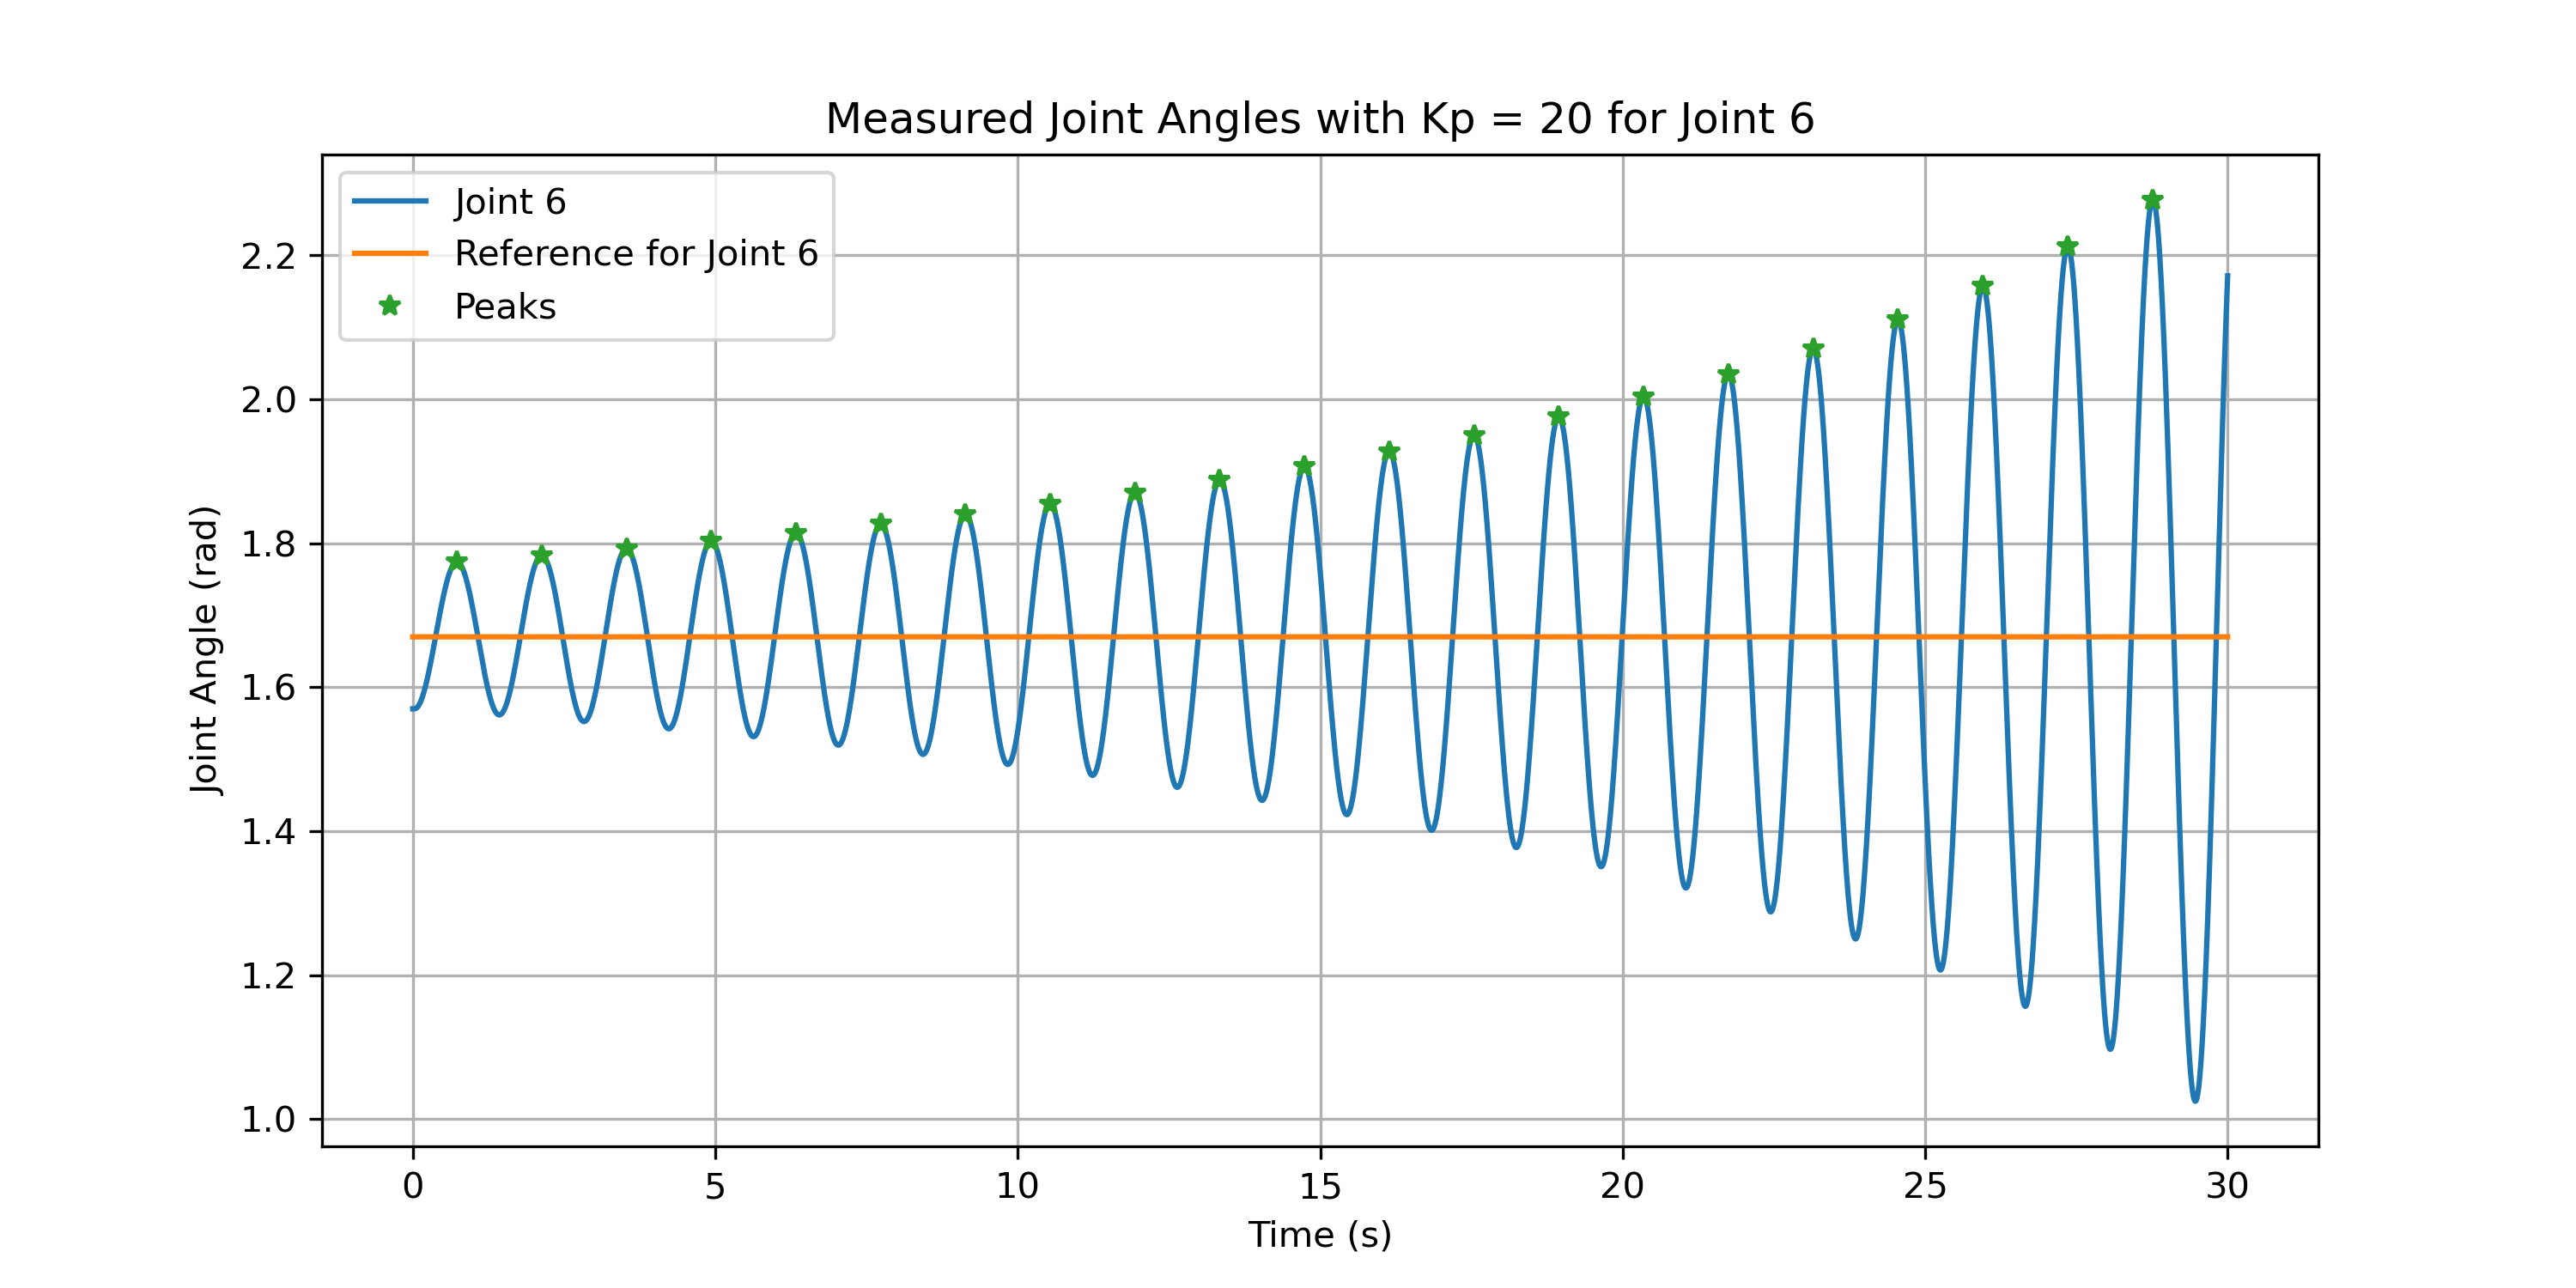 Measured Joint Angles with Kp = 20 for Joint 6
Joint 6
Reference for Joint 6
Peaks
Joint Angle (rad)
2.2
2.0
1.8
1.6
1.4
1.2
1.0
0 5 10 15 20 25 30
Time (s)